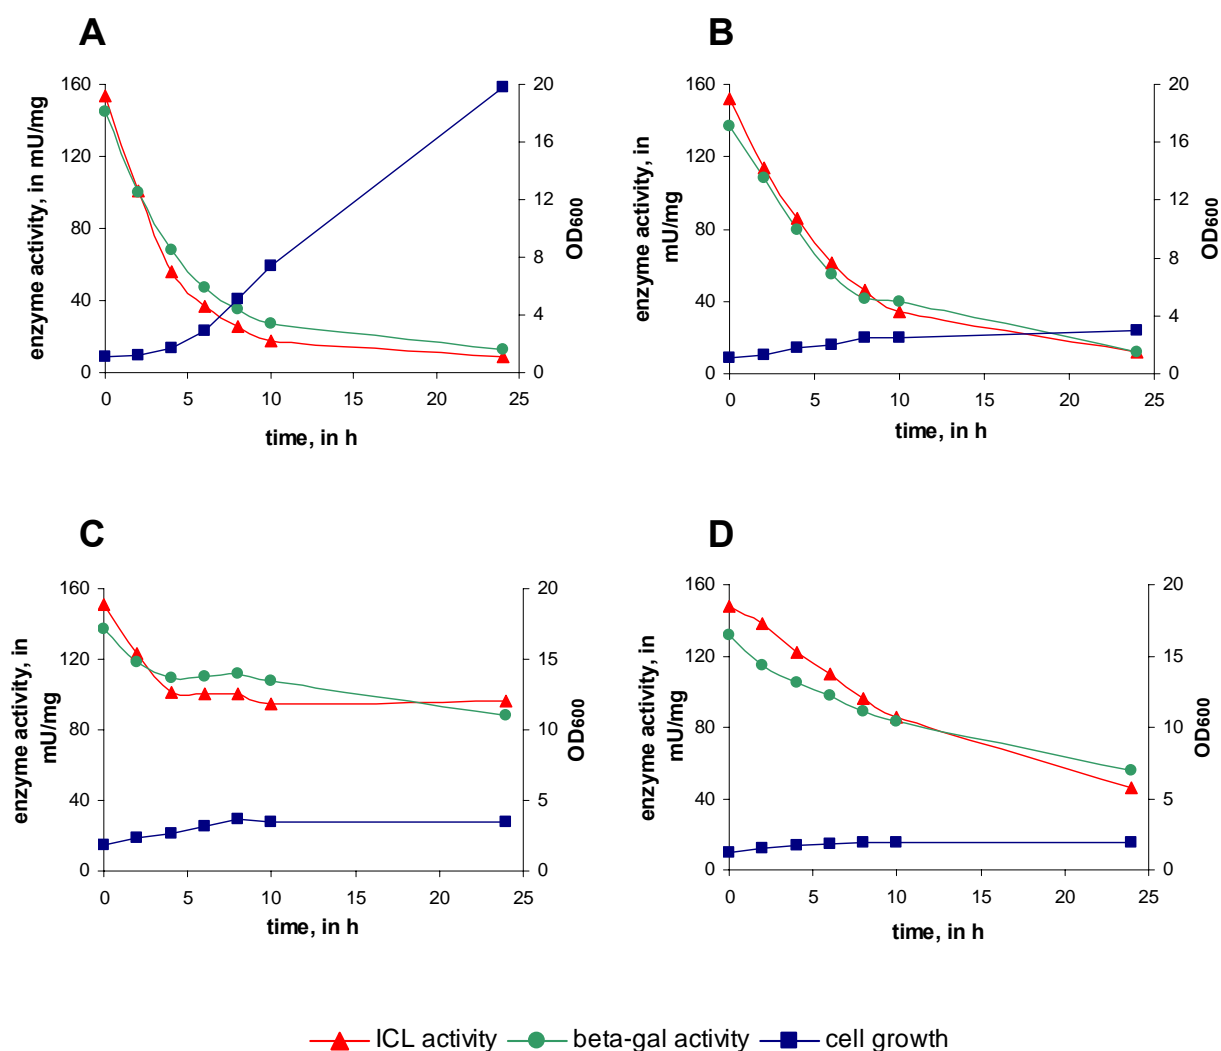 A
enzyme activity, in mU/mg
160
120
80
40
0
20
16
12
8
4
0
OD600
0 5 10 15 20 25
time, in h
B
enzyme activity, in
mU/mg
160
120
80
40
0
20
16
12
8
4
0
OD600
0 5 10 15 20 25
time, in h
C
enzyme activity, in
mU/mg
160
120
80
40
0
20
15
10
5
0
OD600
0 5 10 15 20 25
time, in h
D
enzyme activity, in
mU/mg
160
120
80
40
0
20
15
10
5
0
OD600
0 5 10 15 20 25
time, in h
ICL activity beta-gal activity cell growth